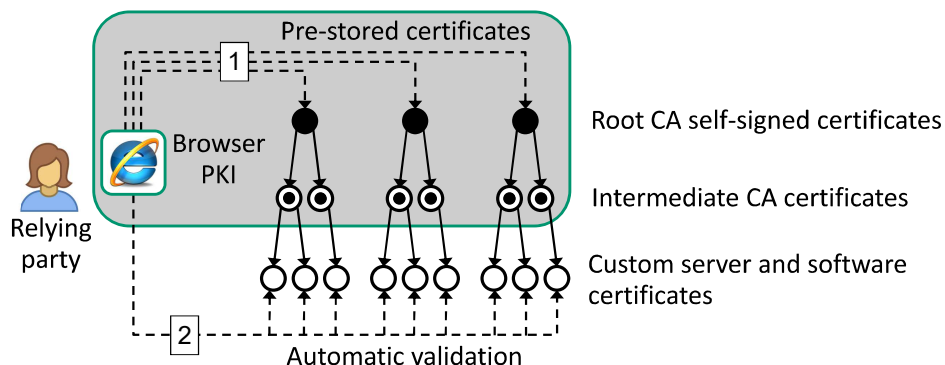 Pre-stored certificates
1
Root CA self-signed certificates
Browser
PKI
Intermediate CA certificates
Relying
party
Custom server and software
certificates
2
Automatic validation